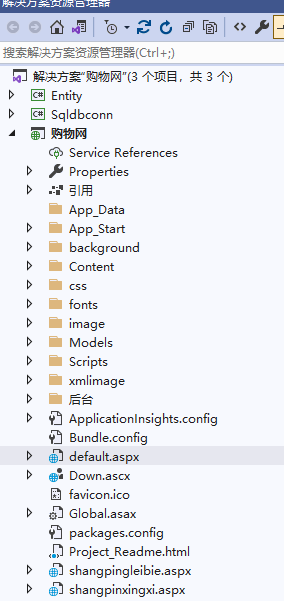 解决方案资源管理器
搜索解决方案资源管理器(Ctrl+;)
解决方案"购物网"(3 个项目，共 3 个)
Entity
Sqldbconn
购物网
Service References
Properties
引用
App_Data
App_Start
background
Content
css
fonts
image
Models
Scripts
xmlimage
后台
ApplicationInsights.config
Bundle.config
default.aspx
Down.ascx
favicon.ico
Global.asax
packages.config
Project_Readme.html
shangpingleibie.aspx
shangpinxingxi.aspx